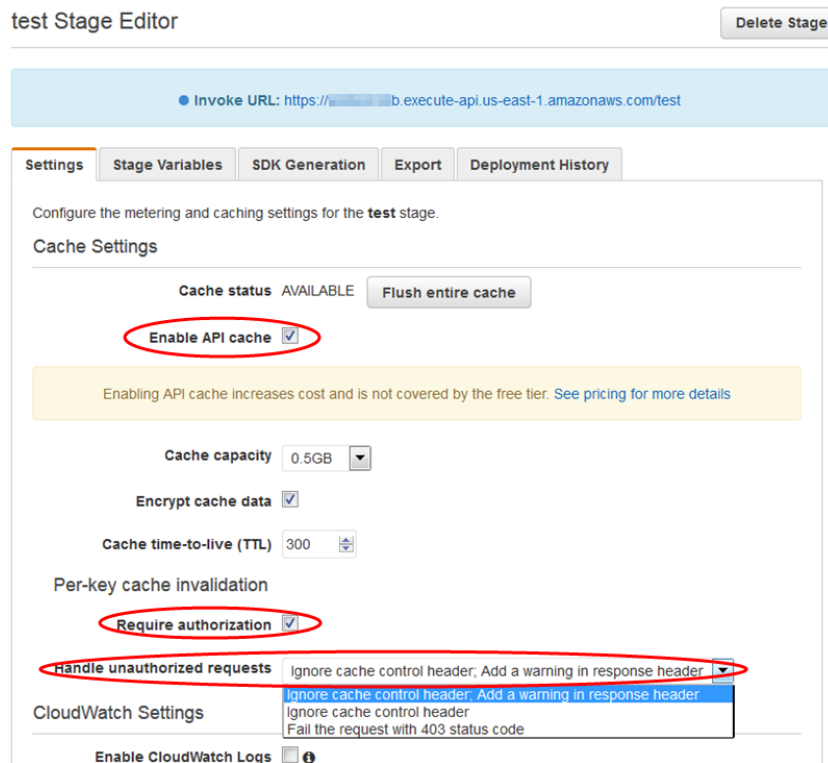 test Stage Editor
Delete Stage
Invoke URL: https:// b.execute-api.us-east-1.amazonaws.com/test
Settings Stage Variables SDK Generation Export Deployment History
Configure the metering and caching settings for the test stage.
Cache Settings
Cache status AVAILABLE Flush entire cache
Enable API cache
Enabling API cache increases cost and is not covered by the free tier. See pricing for more details
Cache capacity 0.5GB
Encrypt cache data
Cache time-to-live (TTL) 300
Per-key cache invalidation
Require authorization
Handle unauthorized requests Ignore cache control header; Add a warning in response header
Ignore cache control header; Add a warning in response header
Ignore cache control header
Fail the request with 403 status code
CloudWatch Settings
Enable CloudWatch Logs